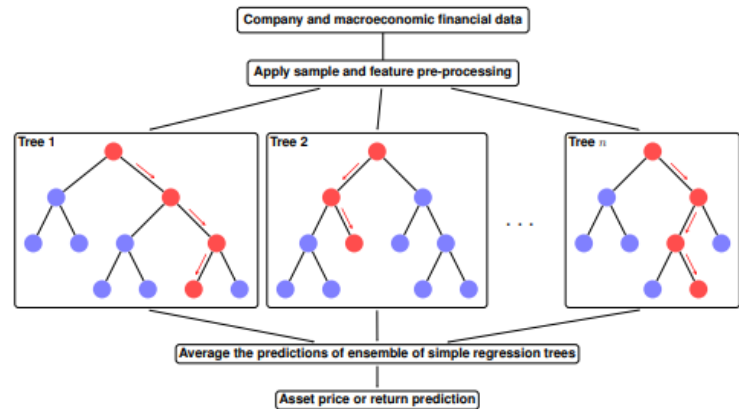 Company and macroeconomic financial data
Apply sample and feature pre-processing
Tree 1
Tree 2
Tree n
. . .
Average the predictions of ensemble of simple regression trees
Asset price or return prediction